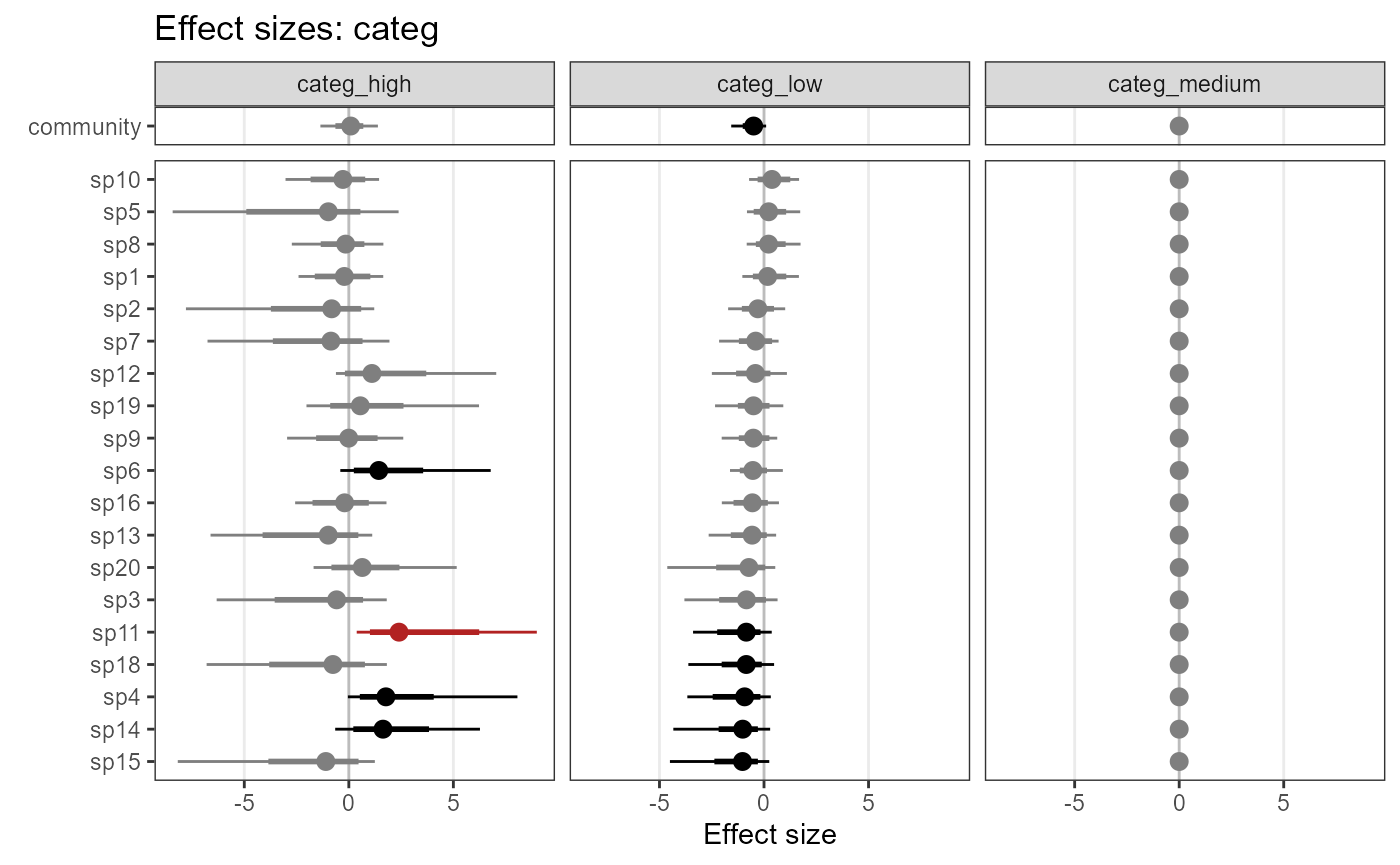 Effect sizes: categ
categ_high categ_low categ_medium
community
sp10
sp5
sp8
sp1
sp2
sp7
sp12
sp19
sp9
sp6
sp16
sp13
sp20
sp3
sp11
sp18
sp4
sp14
sp15
-5 0 5 -5 0 5 -5 0 5
Effect size